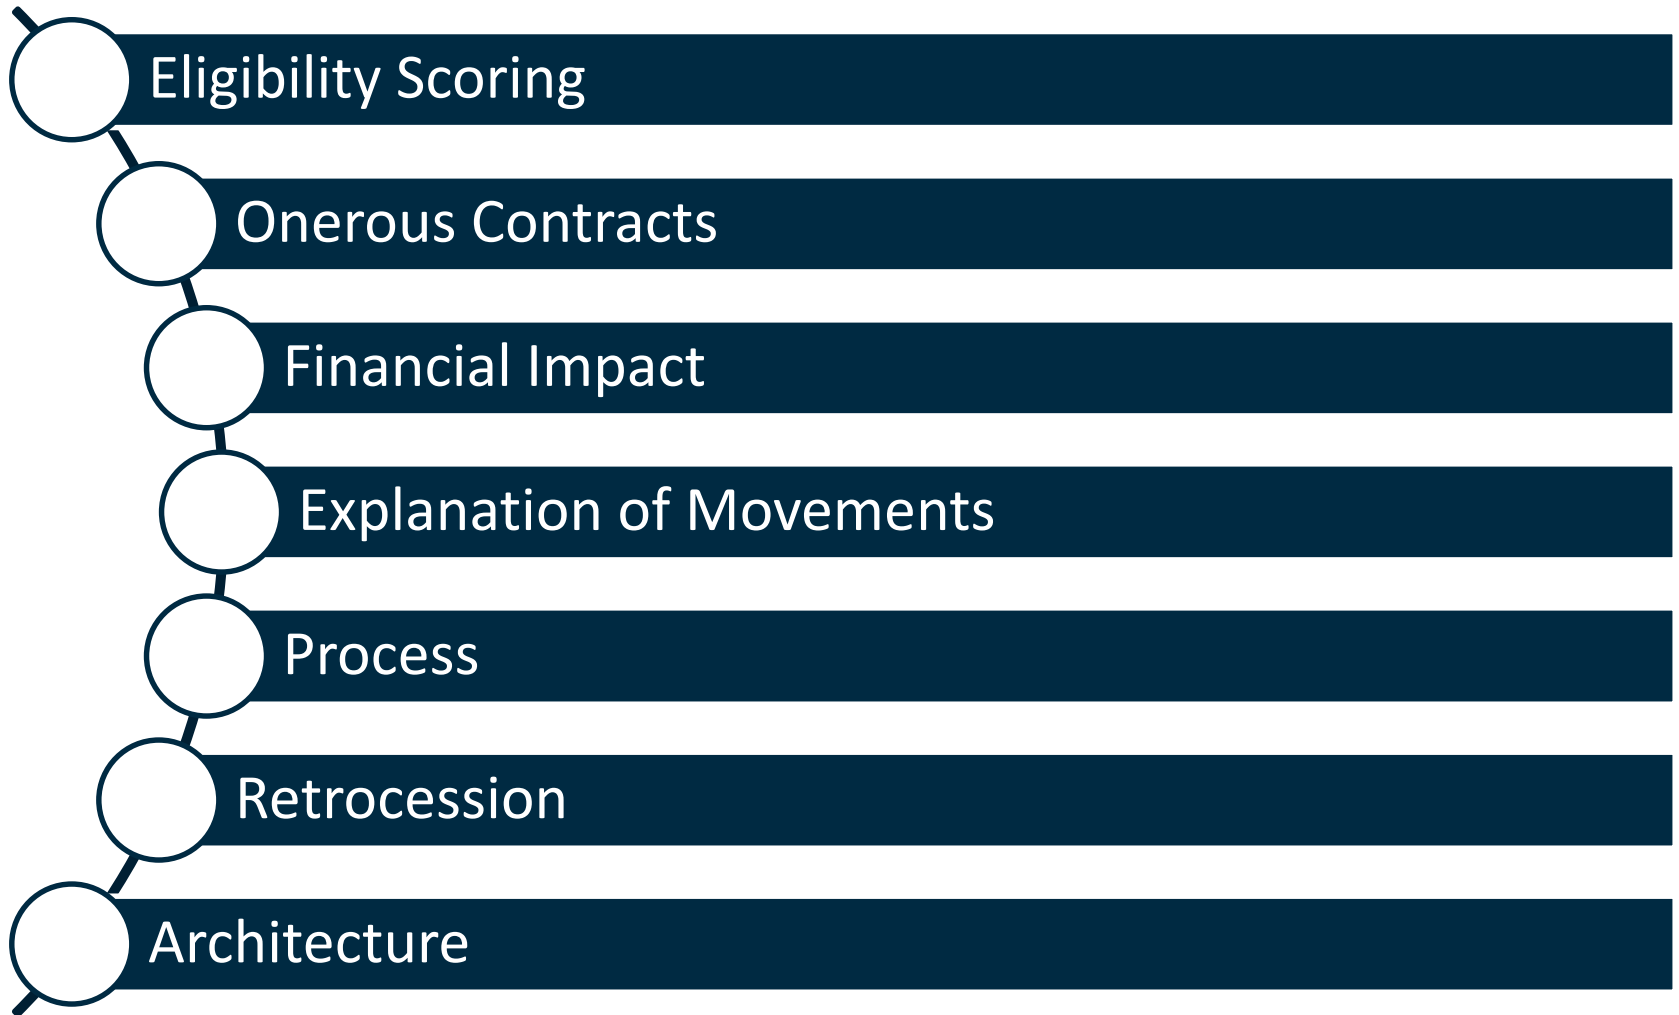 Eligibility Scoring
Onerous Contracts
Financial Impact
Explanation of Movements
Process
Retrocession
Architecture